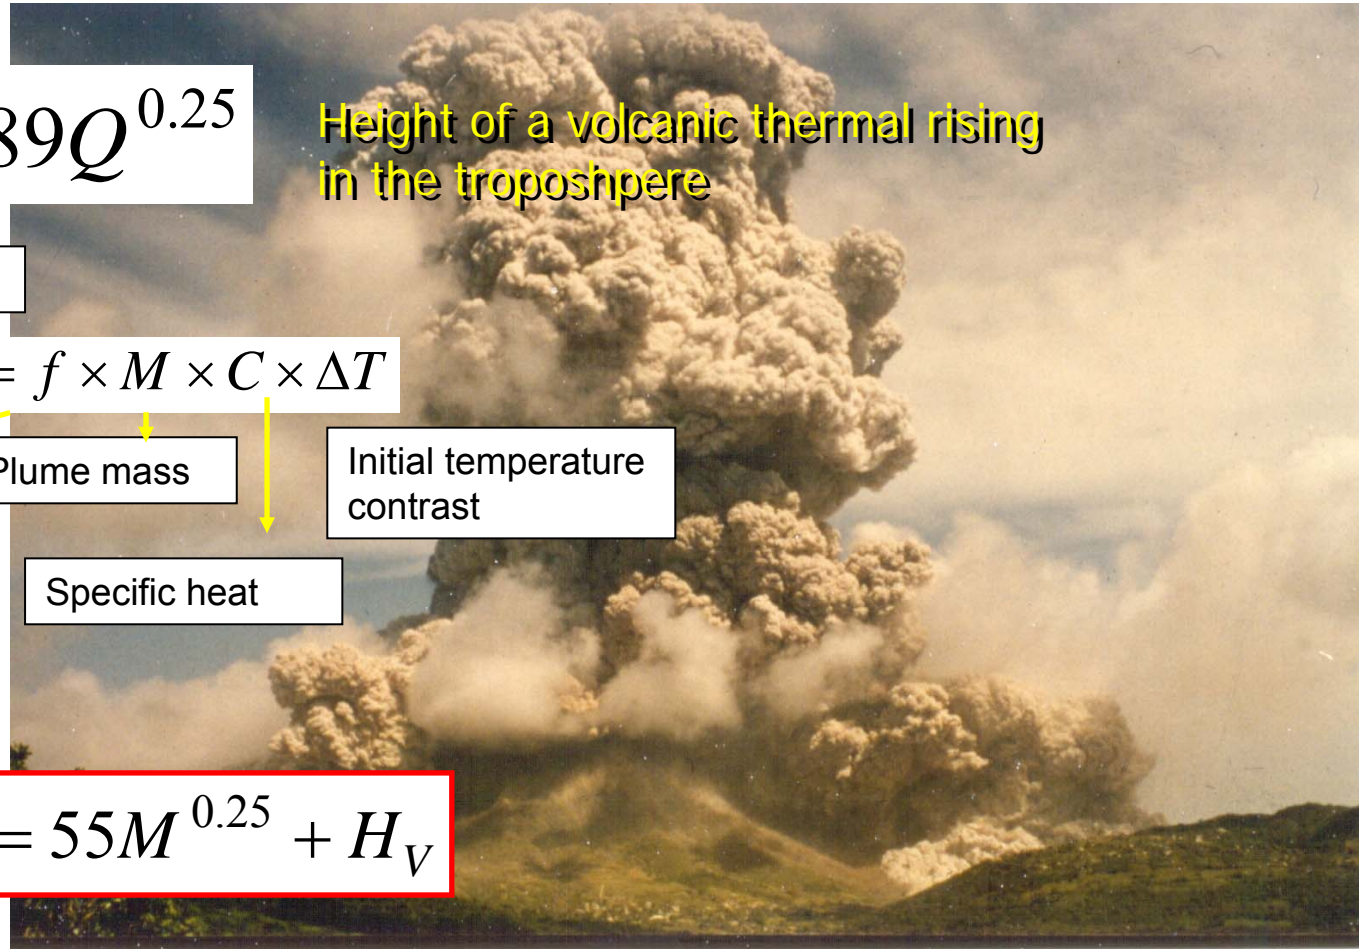 89Q^0.25
Height of a volcanic thermal rising
in the troposhpere
= f × M × C × ΔT
Plume mass
Initial temperature
contrast
Specific heat
= 55M^0.25 + H_V